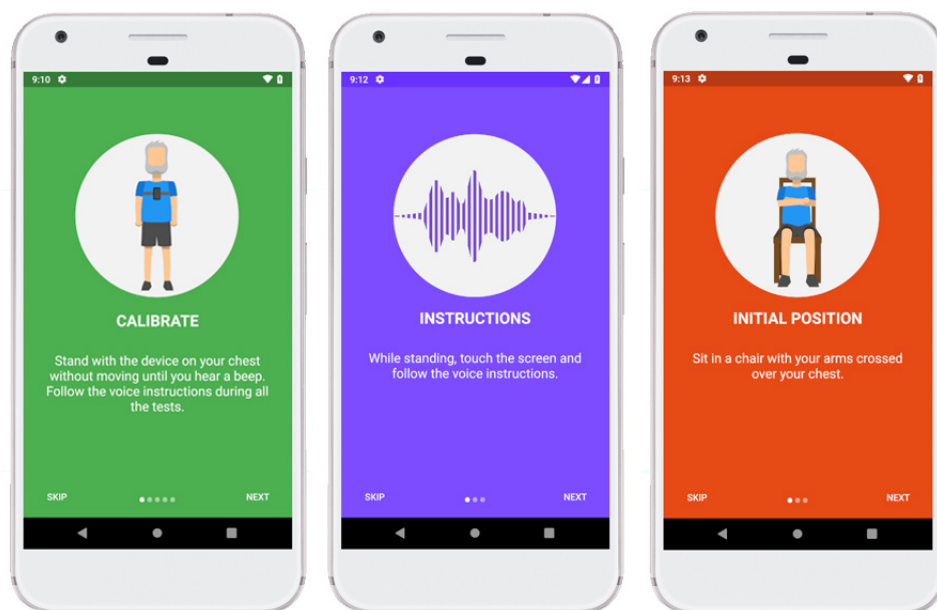 9:10
CALIBRATE
Stand with the device on your chest
without moving until you hear a beep.
Follow the voice instructions during all
the tests.
SKIP
NEXT
9:12
INSTRUCTIONS
While standing, touch the screen and
follow the voice instructions.
SKIP
NEXT
9:13
INITIAL POSITION
Sit in a chair with your arms crossed
over your chest.
SKIP
NEXT